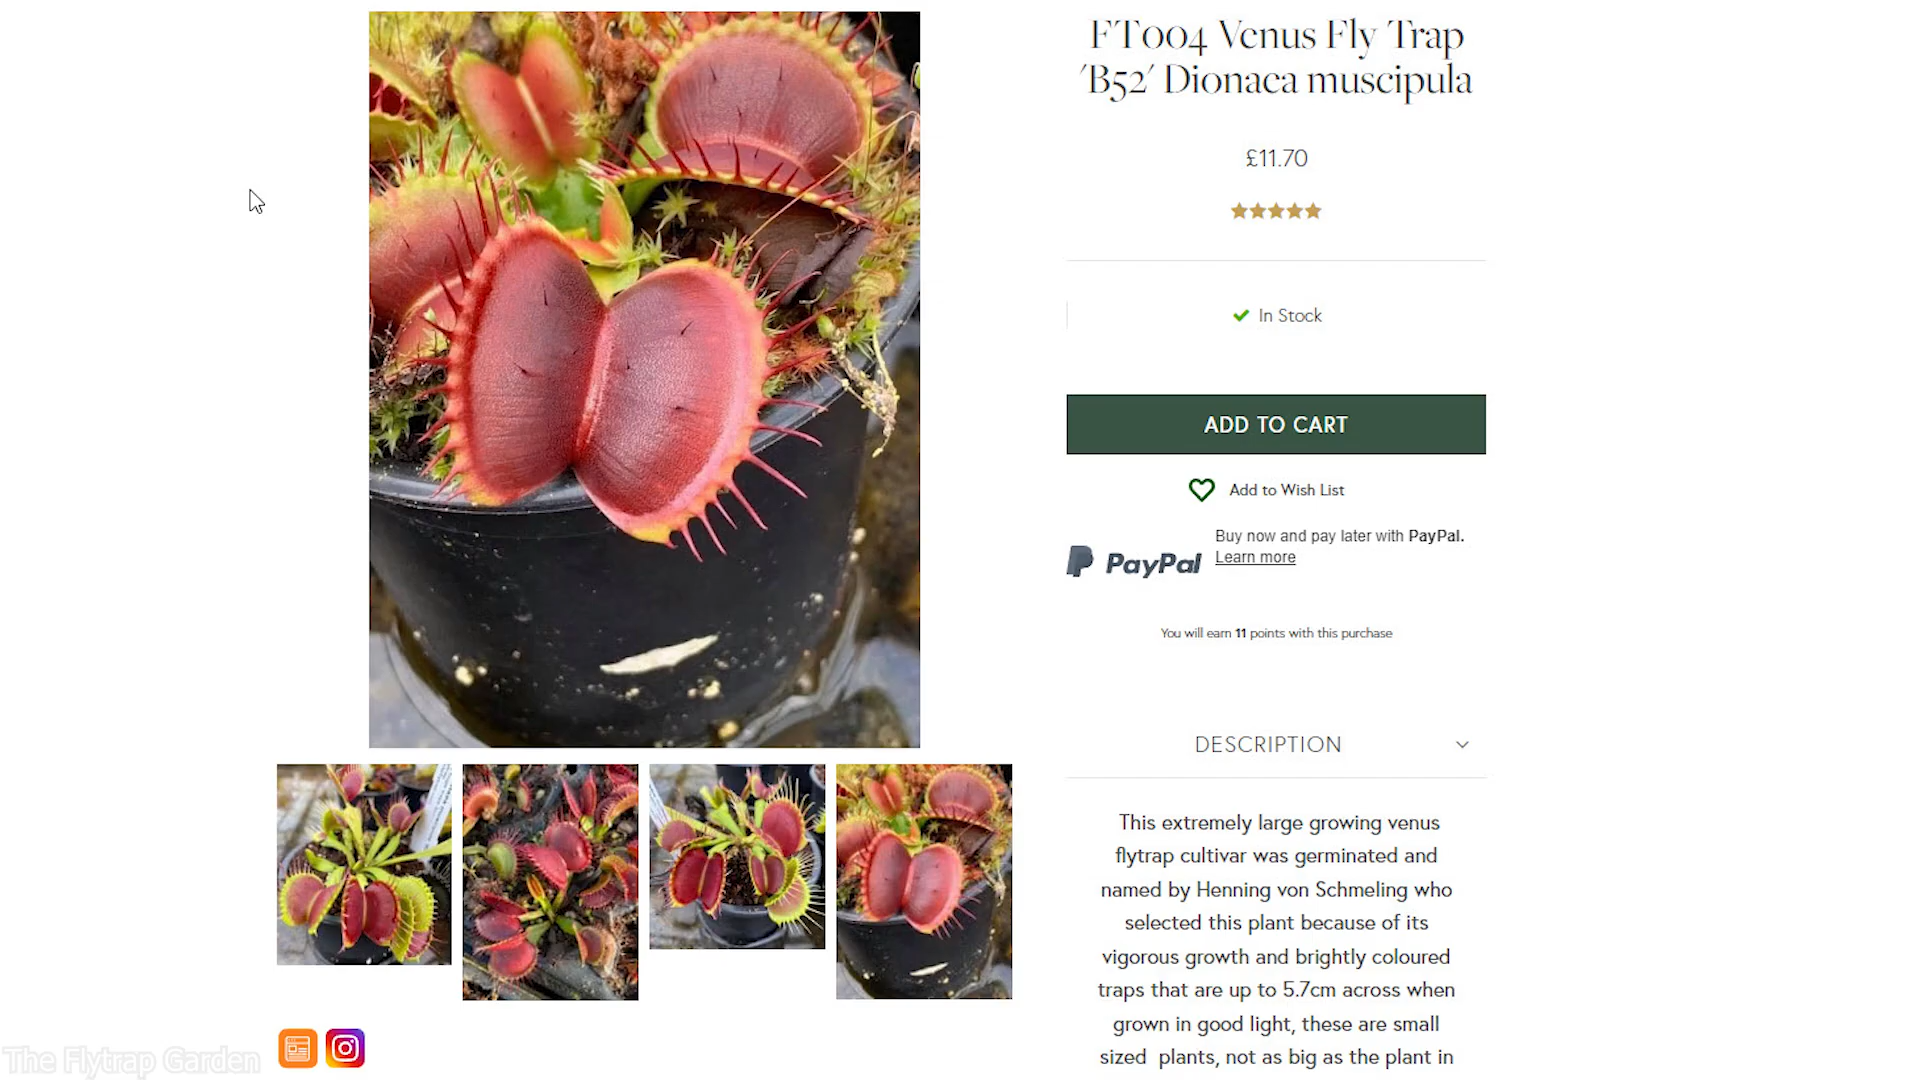 FT004 Venus Fly Trap
'B52' Dionaea muscipula
£11.70
In Stock
ADD TO CART
Add to Wish List
Buy now and pay later with PayPal.
Learn more
PayPal
You will earn 11 points with this purchase
DESCRIPTION
This extremely large growing venus
flytrap cultivar was germinated and
named by Henning von Schmeling who
selected this plant because of its
vigorous growth and brightly coloured
traps that are up to 5.7cm across when
grown in good light, these are small
sized plants, not as big as the plant in
The Flytrap Garden